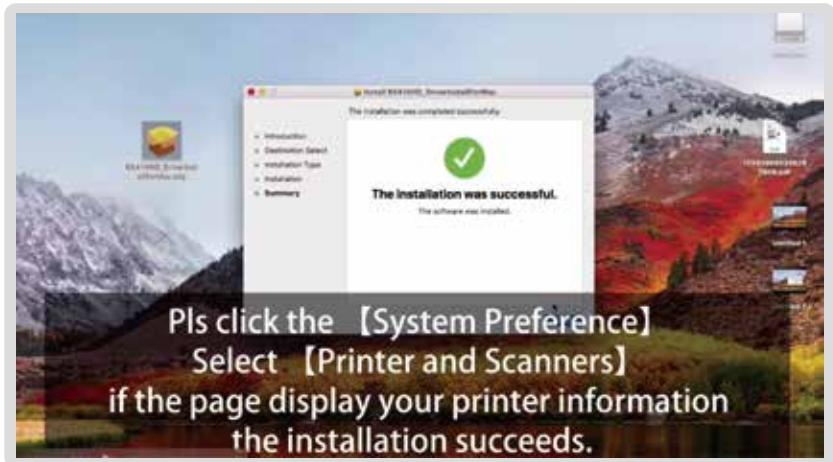 The installation was completed successfully.
Introduction
Destination Select
Installation Type
Installation
Summary
The installation was successful.
The software was installed.
Pls click the 【System Preference】
Select 【Printer and Scanners】
if the page display your printer information
the installation succeeds.